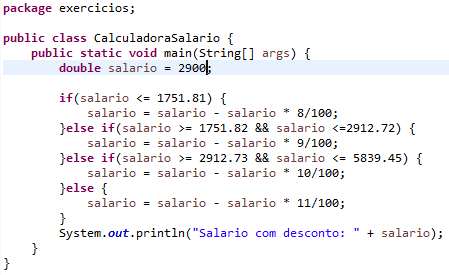 package exercicios;
public class CalculadoraSalario {
public static void main(String[] args) {
double salario = 2900;
if(salario <= 1751.81) {
salario = salario - salario * 8/100;
}else if(salario >= 1751.82 && salario <=2912.72) {
salario = salario - salario * 9/100;
}else if(salario >= 2912.73 && salario <= 5839.45) {
salario = salario - salario * 10/100;
}else {
salario = salario - salario * 11/100;
}
System.out.println("Salario com desconto: " + salario);
}
}